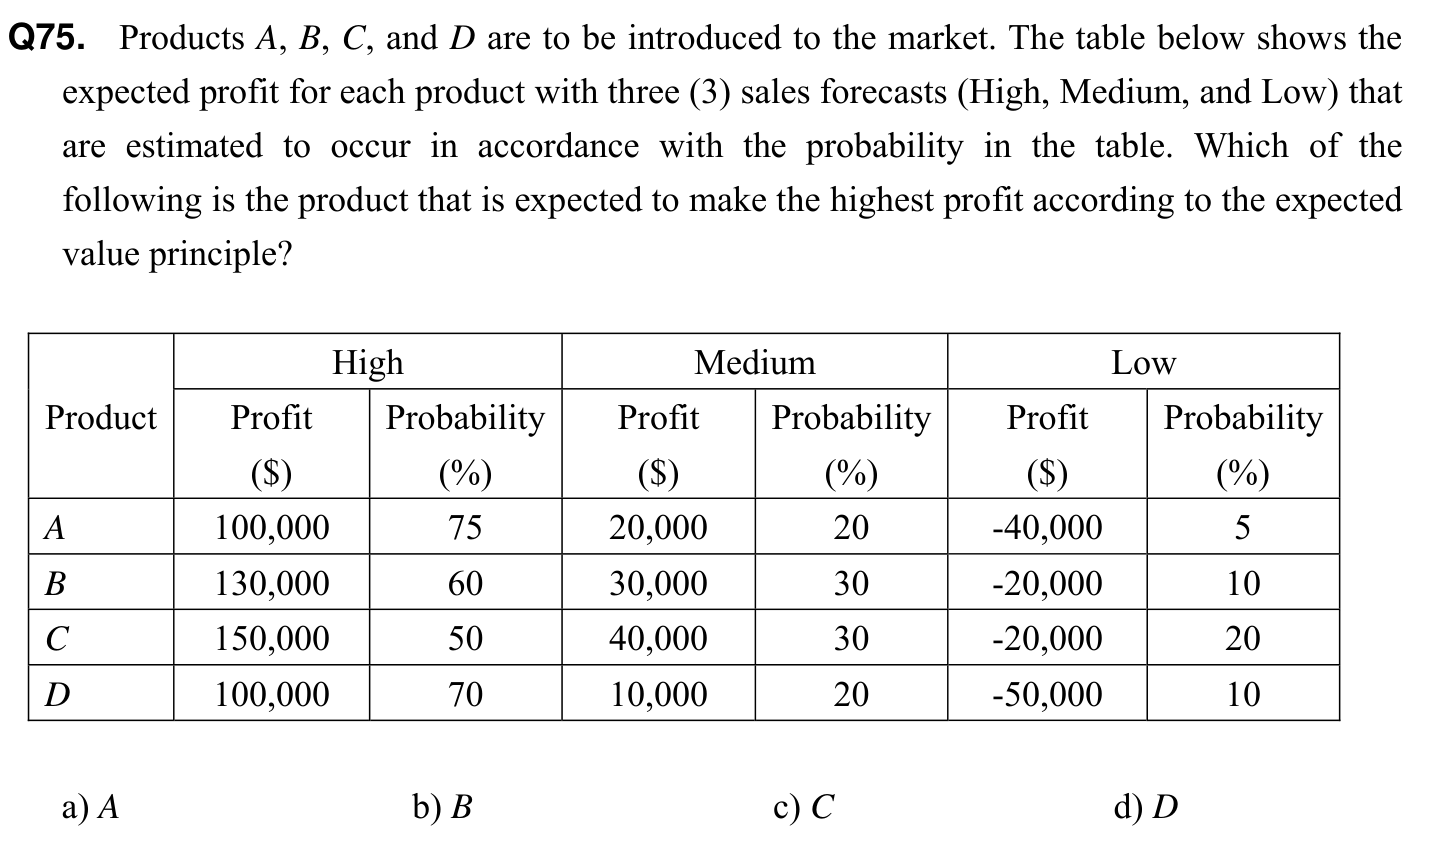 Q75. Products A, B, C, and D are to be introduced to the market. The table below shows the
expected profit for each product with three (3) sales forecasts (High, Medium, and Low) that
are estimated to occur in accordance with the probability in the table. Which of the
following is the product that is expected to make the highest profit according to the expected
value principle?
High Medium Low
Product Profit Probability Profit Probability Profit Probability
($) (%) ($) (%) ($) (%)
A 100,000 75 20,000 20 -40,000 5
B 130,000 60 30,000 30 -20,000 10
C 150,000 50 40,000 30 -20,000 20
D 100,000 70 10,000 20 -50,000 10
a) A b) B c) C d) D